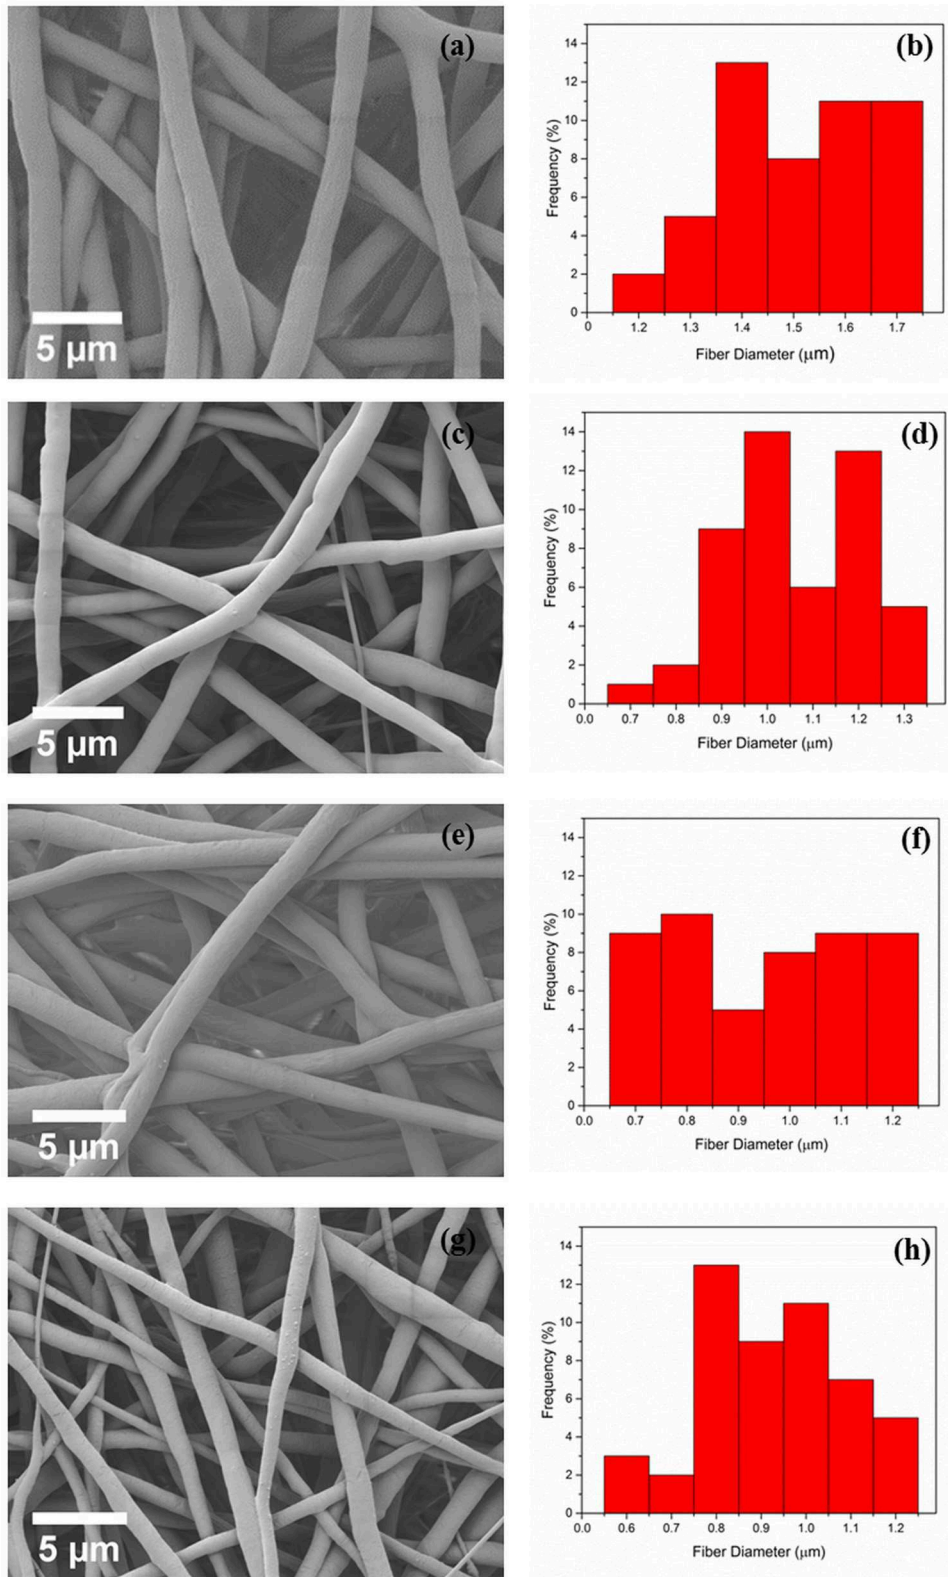 (a)
5 μm
(b)
Frequency (%)
14
12
10
8
6
4
2
0
0 1.2 1.3 1.4 1.5 1.6 1.7
Fiber Diameter (μm)
(c)
5 μm
(d)
Frequency (%)
14
12
10
8
6
4
2
0
0.0 0.7 0.8 0.9 1.0 1.1 1.2 1.3
Fiber Diameter (μm)
(e)
5 μm
(f)
Frequency (%)
14
12
10
8
6
4
2
0
0.0 0.7 0.8 0.9 1.0 1.1 1.2
Fiber Diameter (μm)
(g)
5 μm
(h)
Frequency (%)
14
12
10
8
6
4
2
0
0.0 0.6 0.7 0.8 0.9 1.0 1.1 1.2
Fiber Diameter (μm)